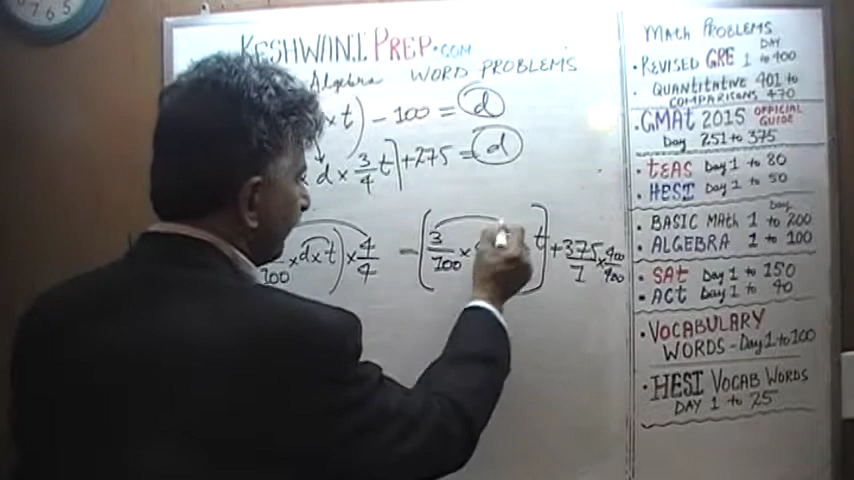 7 6 5
KESHWANI PREP.COM
Algebra WORD PROBLEMS
× t) - 100 = d
d × 3/4 t] + 275 = d
/100 × d × t) × 4/4 - [3/100 × t] + 375/1 × 400/400
MATH PROBLEMS
DAY
• REVISED GRE 1 to 400
• QUANTITATIVE 401 to
COMPARISONS 470
• GMAT 2015 OFFICIAL GUIDE
Day 251 to 375
• TEAS Day 1 to 80
• HESI Day 1 to 50
Day
• BASIC MATH 1 to 200
• ALGEBRA 1 to 100
• SAT Day 1 to 150
• ACT Day 1 to 40
• VOCABULARY
WORDS - Day 1 to 100
• HESI VOCAB WORDS
DAY 1 to 25